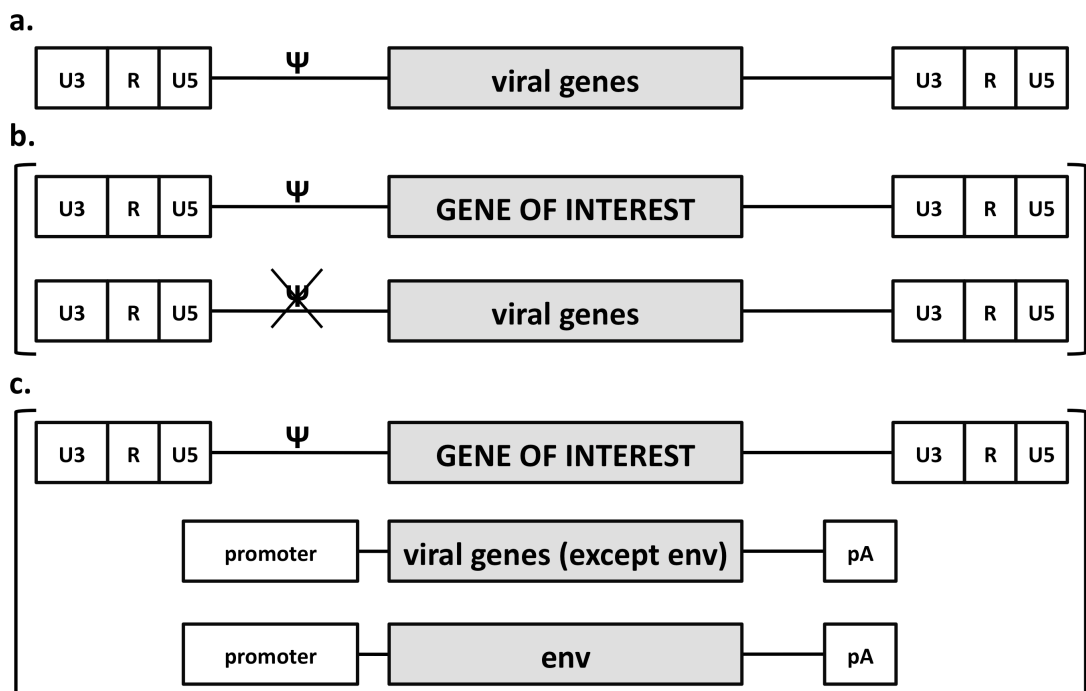 a.
Ψ
U3 R U5 viral genes U3 R U5
b.
Ψ
U3 R U5 GENE OF INTEREST U3 R U5
Ψ
U3 R U5 viral genes U3 R U5
c.
Ψ
U3 R U5 GENE OF INTEREST U3 R U5
promoter viral genes (except env) pA
promoter env pA